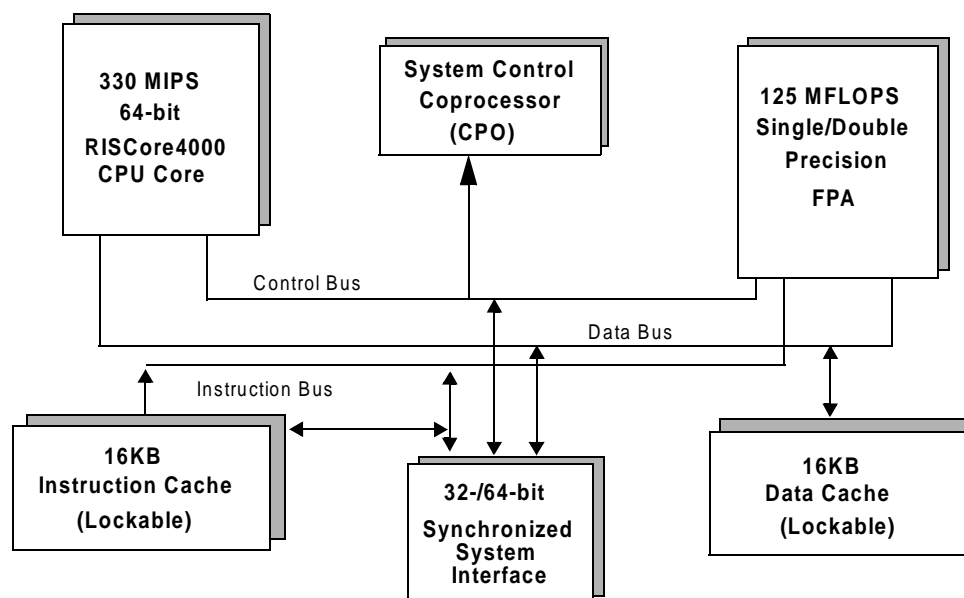 330 MIPS
64-bit
RISCore4000
CPU Core
System Control
Coprocessor
(CPO)
125 MFLOPS
Single/Double
Precision
FPA
Control Bus
Data Bus
Instruction Bus
16KB
Instruction Cache
(Lockable)
32-/64-bit
Synchronized
System
Interface
16KB
Data Cache
(Lockable)